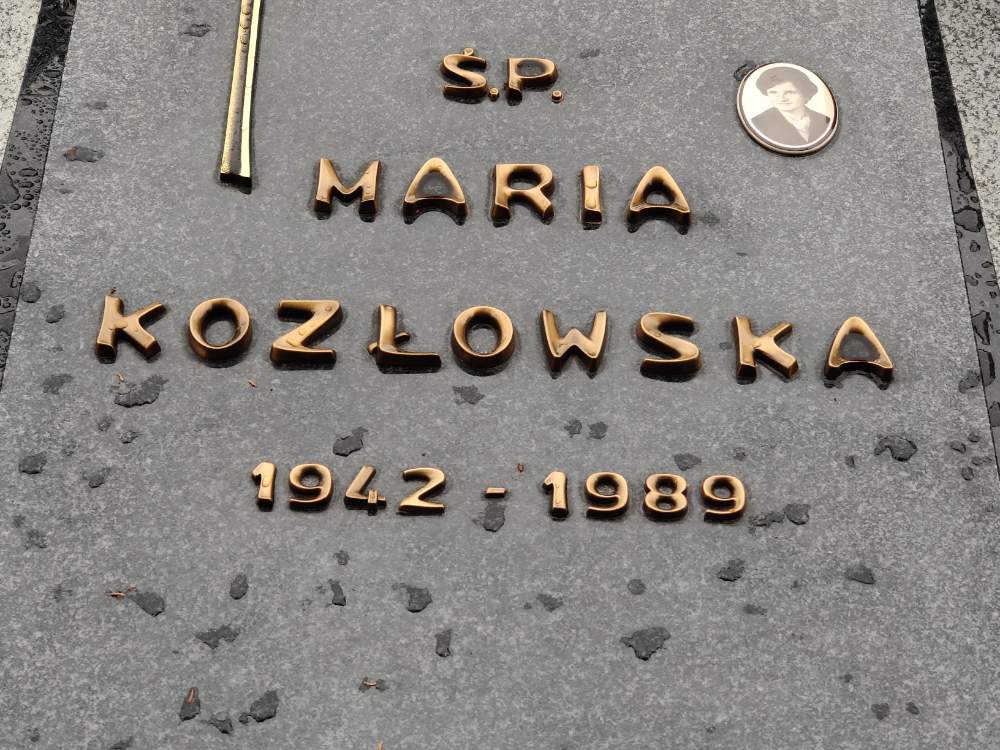 Ś.P.
MARIA
KOZŁOWSKA
1942 - 1989